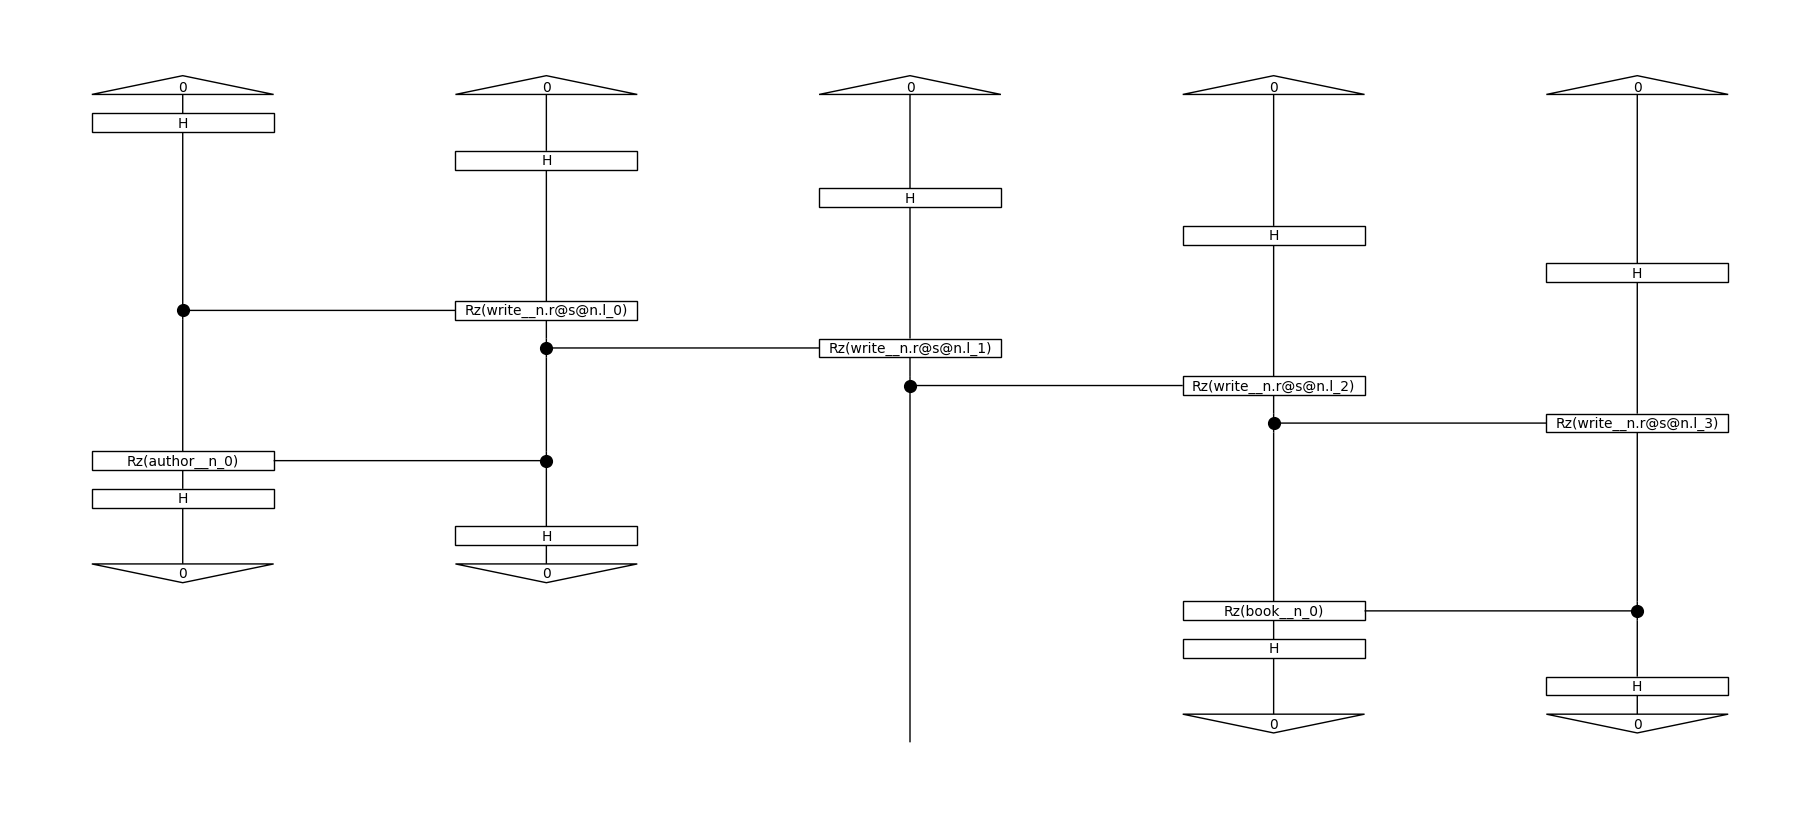 0 0 0 0 0
H
H
H
H
H
Rz(write__n.r@s@n.l_0)
Rz(write__n.r@s@n.l_1)
Rz(write__n.r@s@n.l_2)
Rz(write__n.r@s@n.l_3)
Rz(author__n_0)
H
H
0 0
Rz(book__n_0)
H
H
0 0